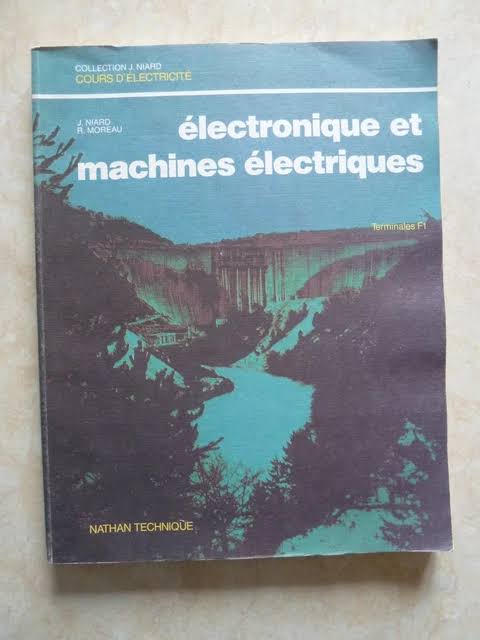 COLLECTION J. NIARD
COURS D'ÉLECTRICITÉ
J. NIARD
R. MOREAU
électronique et
machines électriques
Terminales F1
NATHAN TECHNIQUE